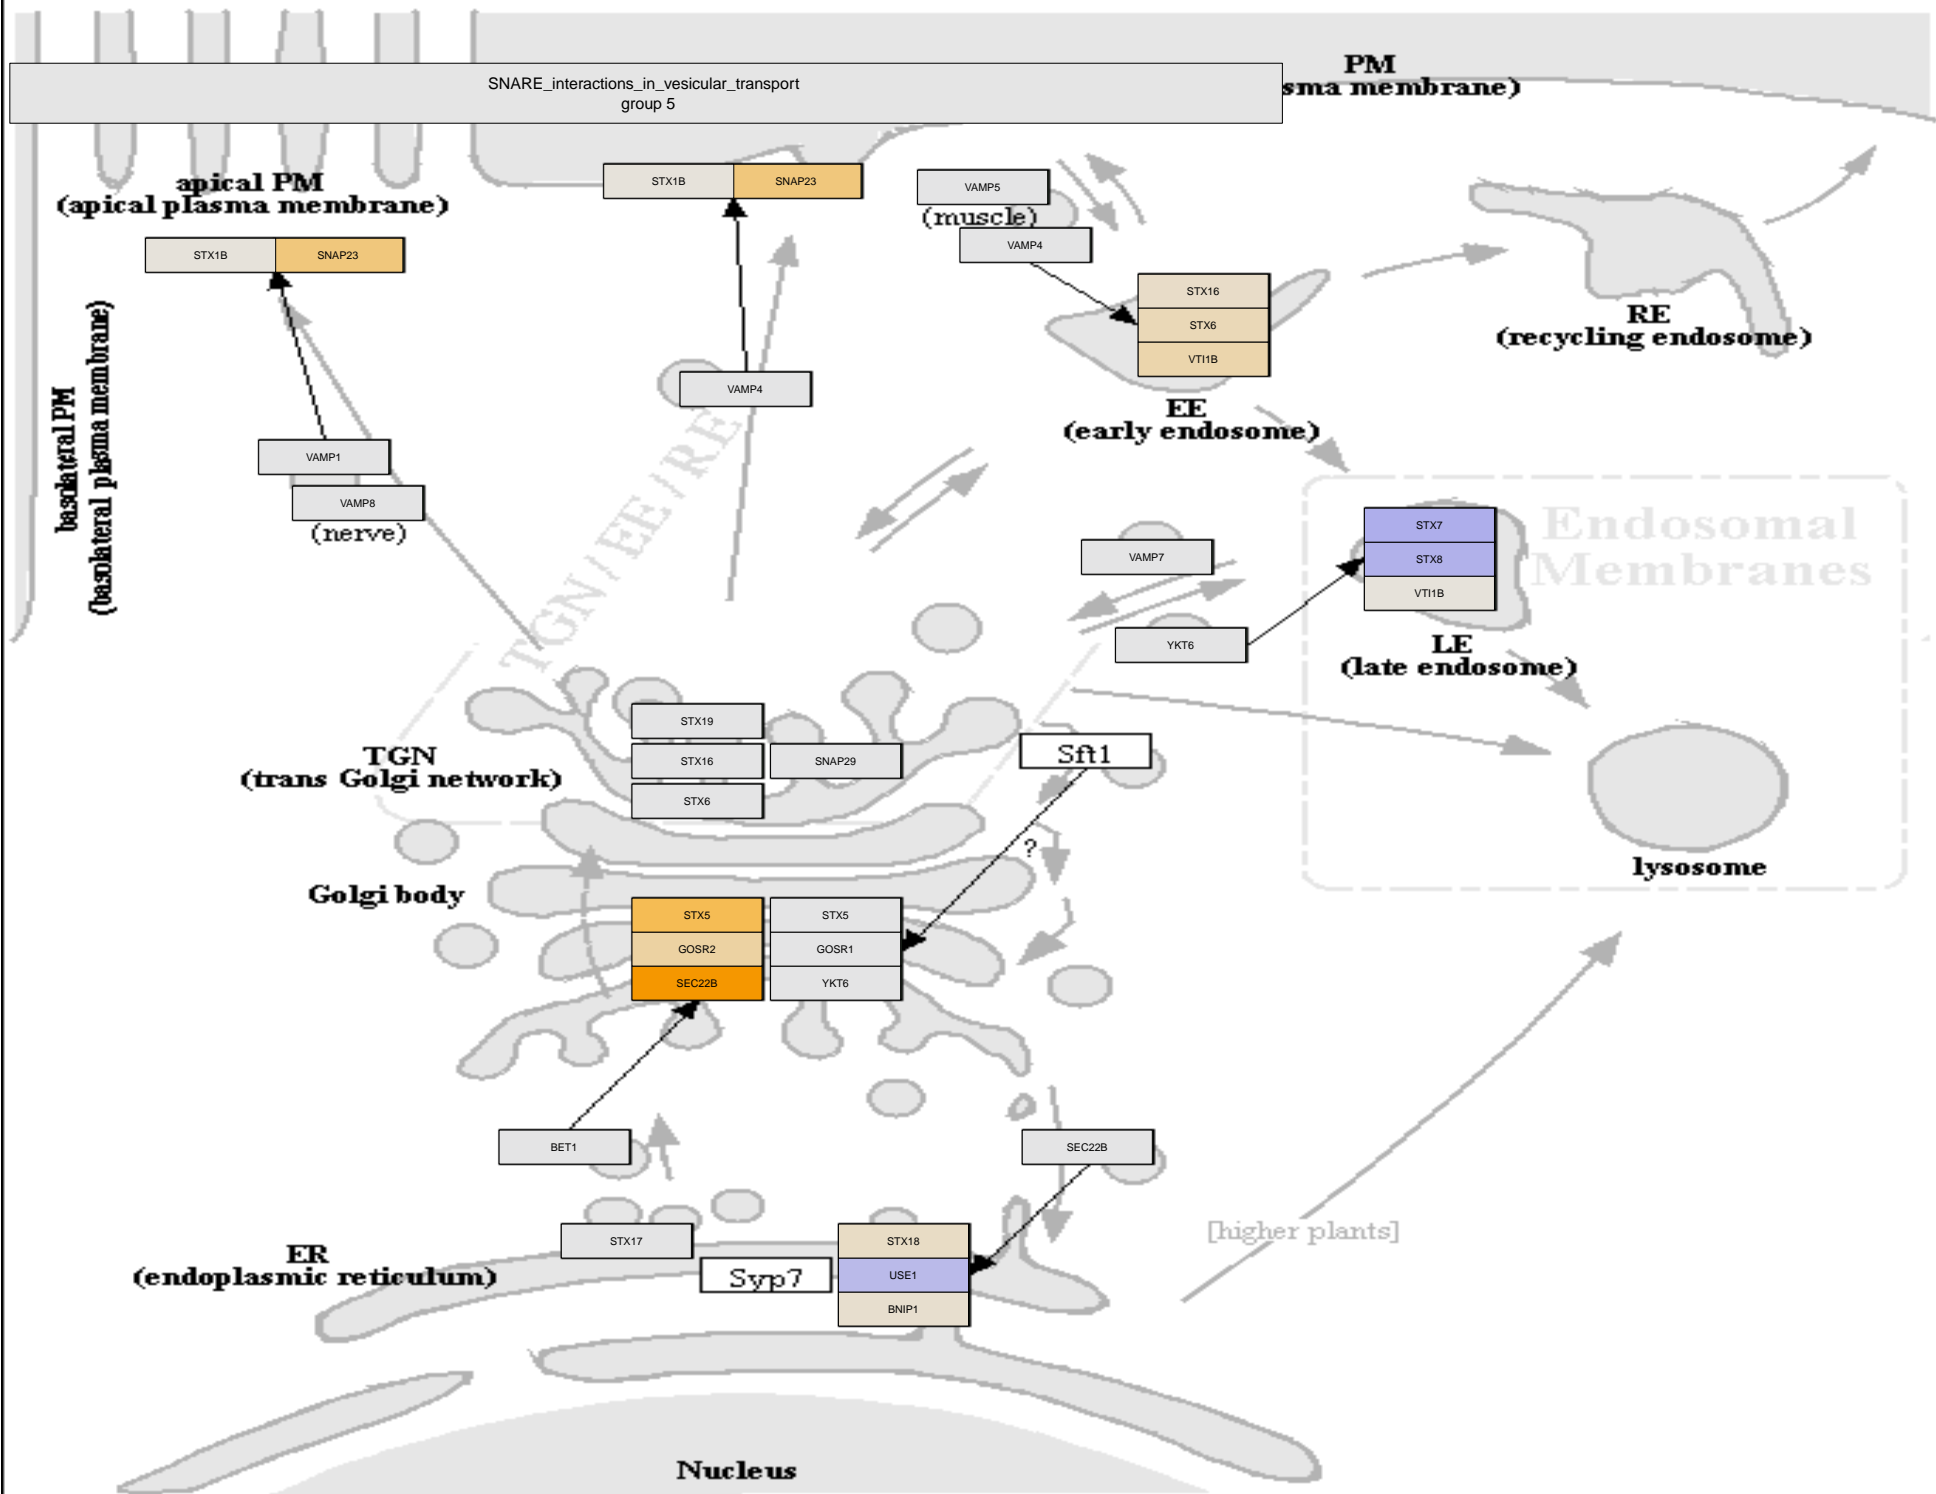 SNARE_interactions_in_vesicular_transport
group 5
PM
sma membrane)
apical PM
(apical plasma membrane)
STX1B
SNAP23
STX1B
SNAP23
VAMP5
(muscle)
VAMP4
STX16
STX6
VTI1B
EE
(early endosome)
RE
(recycling endosome)
basolateral PM
(basolateral plasma membrane)
VAMP4
VAMP1
VAMP8
(nerve)
TGN/EE/RE
VAMP7
YKT6
STX7
STX8
VTI1B
Endosomal
Membranes
LE
(late endosome)
lysosome
TGN
(trans Golgi network)
STX19
STX16
SNAP29
STX6
Sft1
?
Golgi body
STX5
GOSR2
SEC22B
STX5
GOSR1
YKT6
BET1
SEC22B
ER
(endoplasmic reticulum)
STX17
Syp7
STX18
USE1
BNIP1
[higher plants]
Nucleus